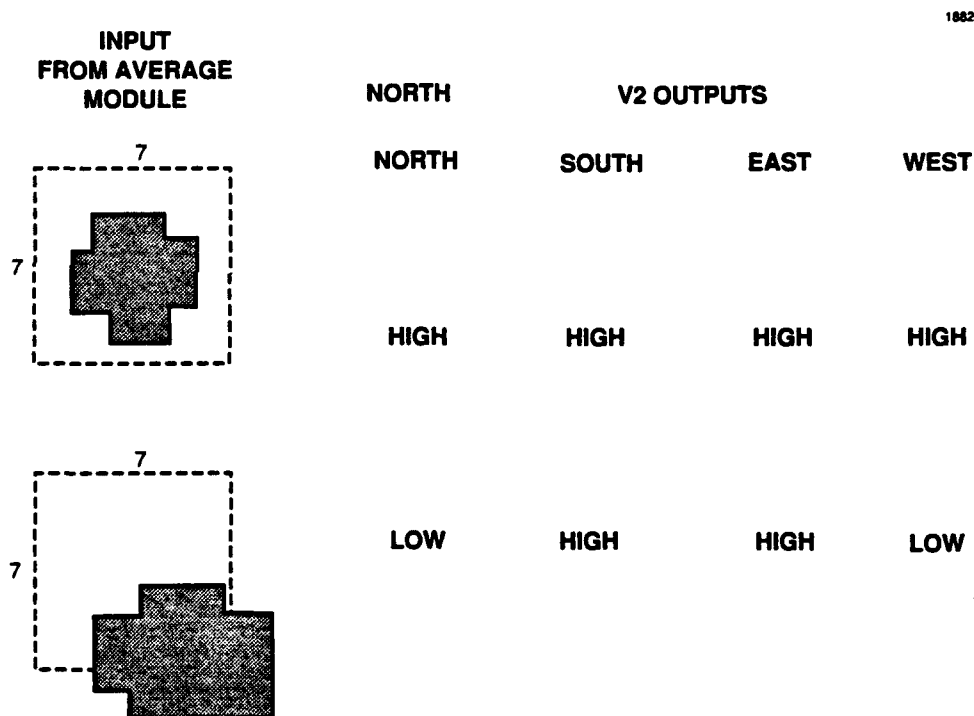 1882
INPUT
FROM AVERAGE
MODULE
NORTH V2 OUTPUTS
7
NORTH SOUTH EAST WEST
7
HIGH HIGH HIGH HIGH
7
LOW HIGH HIGH LOW
7